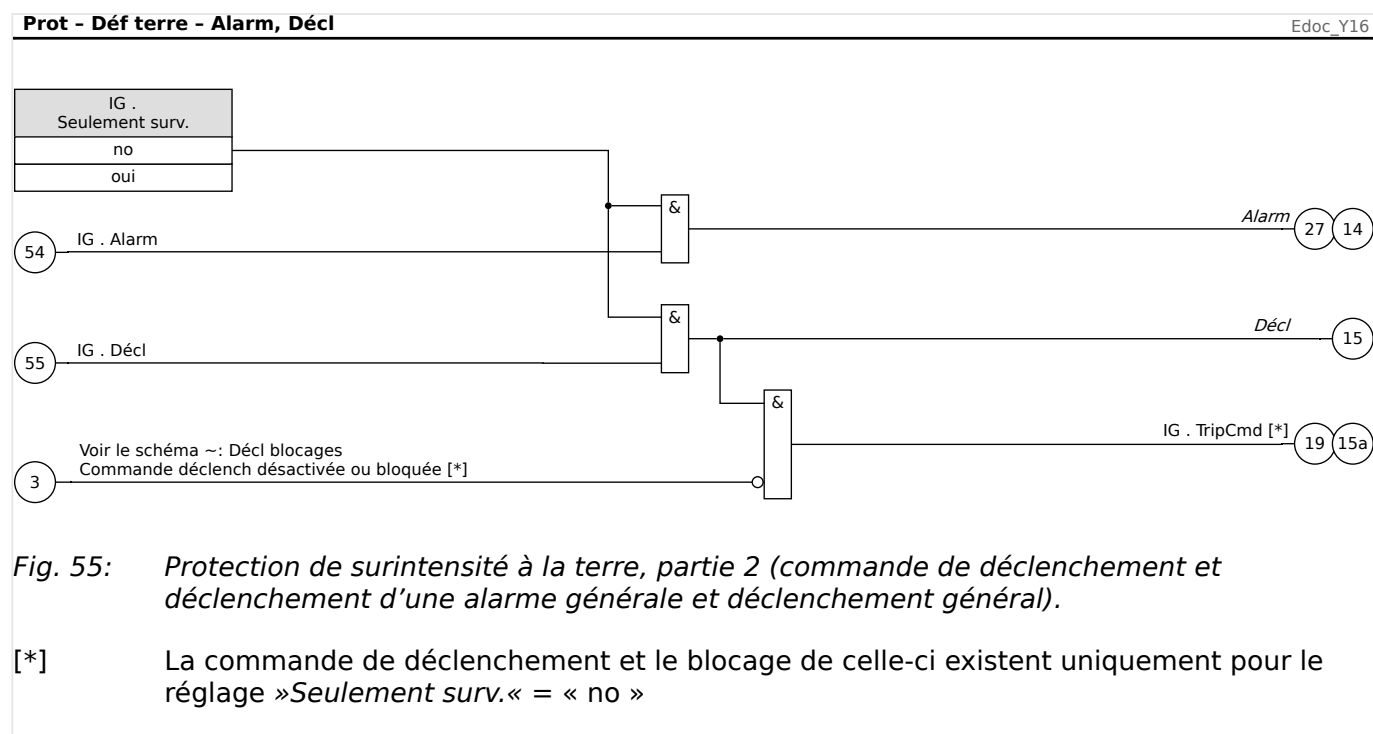 Prot – Déf terre – Alarm, Décl
Edoc_Y16
IG .
Seulement surv.
no
oui
&
Alarm
27
14
54
IG . Alarm
&
Décl
15
55
IG . Décl
&
IG . TripCmd [*]
19
15a
Voir le schéma ~: Décl blocages
Commande déclench désactivée ou bloquée [*]
3
Fig. 55: Protection de surintensité à la terre, partie 2 (commande de déclenchement et
déclenchement d’une alarme générale et déclenchement général).
[*] La commande de déclenchement et le blocage de celle-ci existent uniquement pour le
réglage »Seulement surv.« = « no »